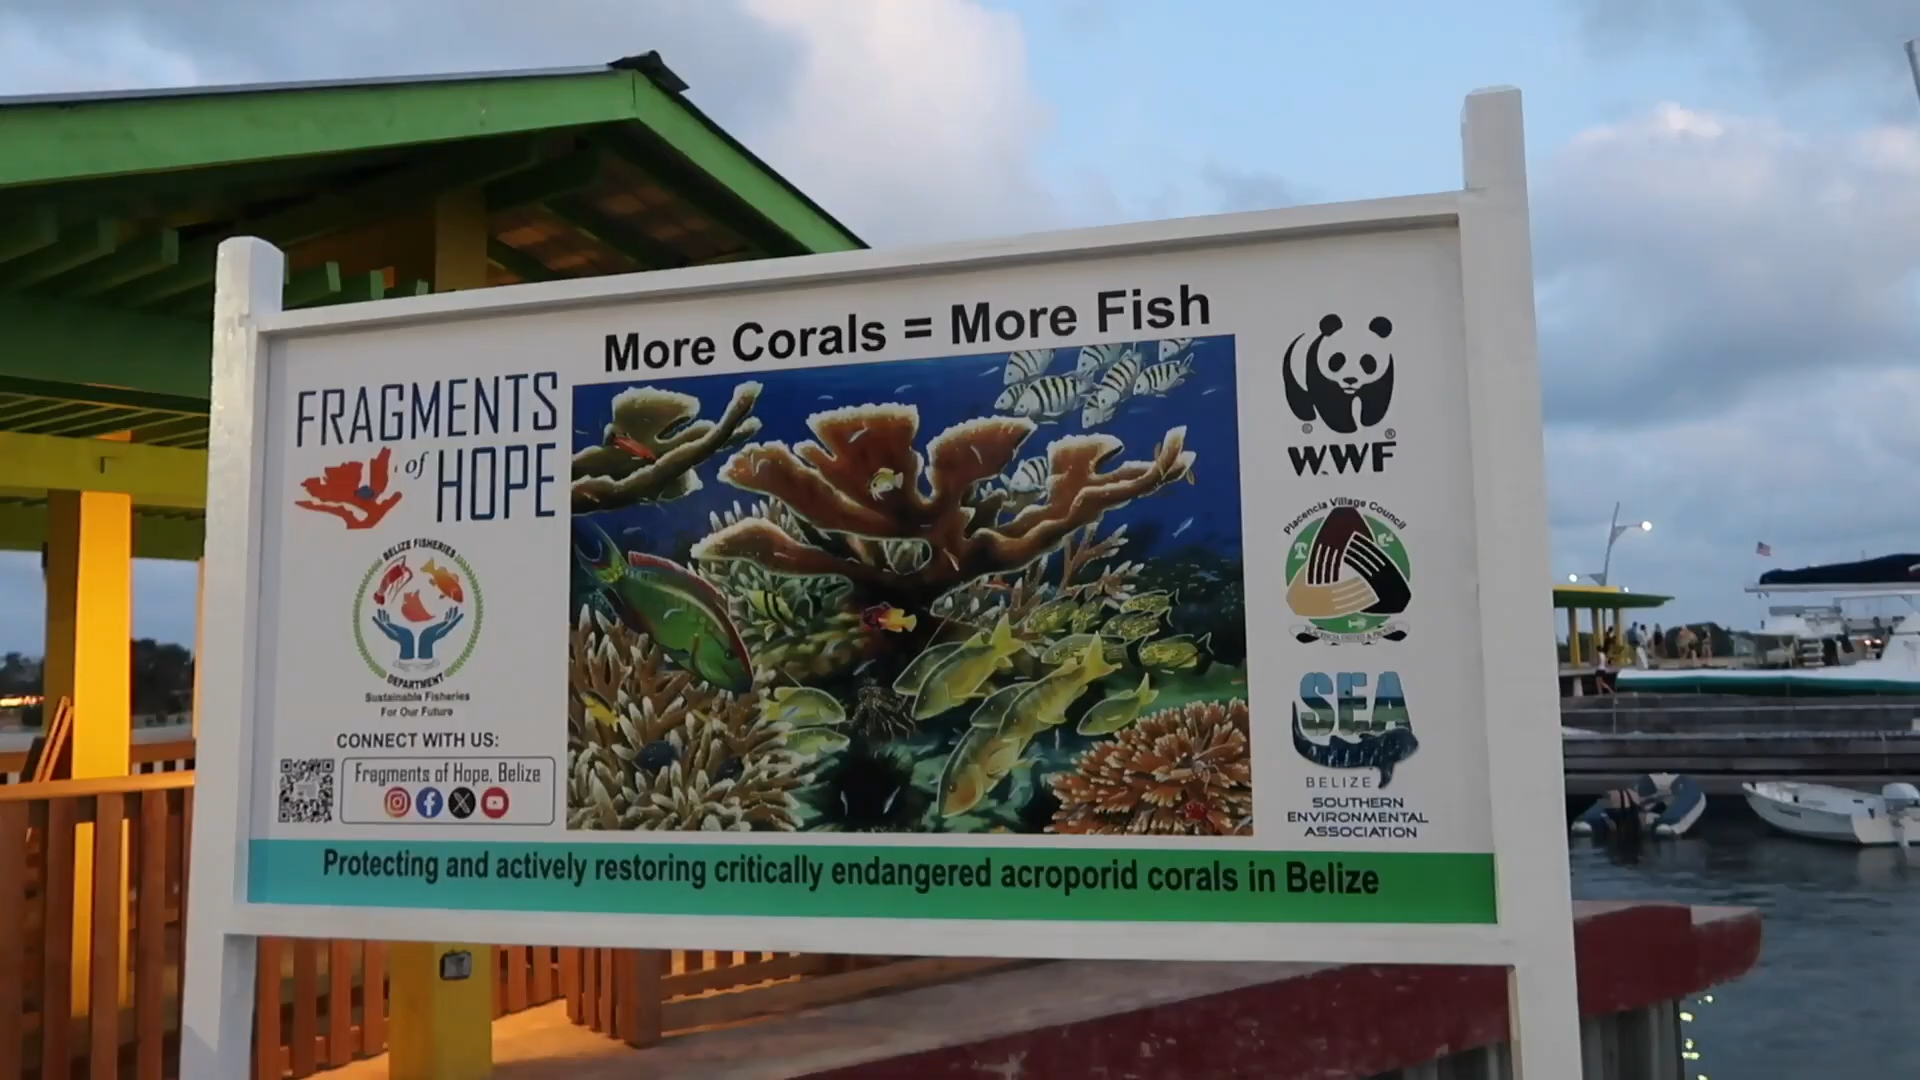 More Corals = More Fish
FRAGMENTS
of HOPE
BELIZE FISHERIES
DEPARTMENT
Sustainable Fisheries
For Our Future
CONNECT WITH US:
Fragments of Hope, Belize
® ®
WWF
Placencia Village Council
SEA
BELIZE
SOUTHERN
ENVIRONMENTAL
ASSOCIATION
Protecting and actively restoring critically endangered acroporid corals in Belize